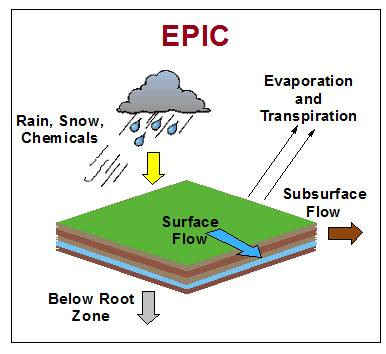 EPIC
Evaporation
and
Transpiration
Rain, Snow,
Chemicals
Subsurface
Flow
Surface
Flow
Below Root
Zone